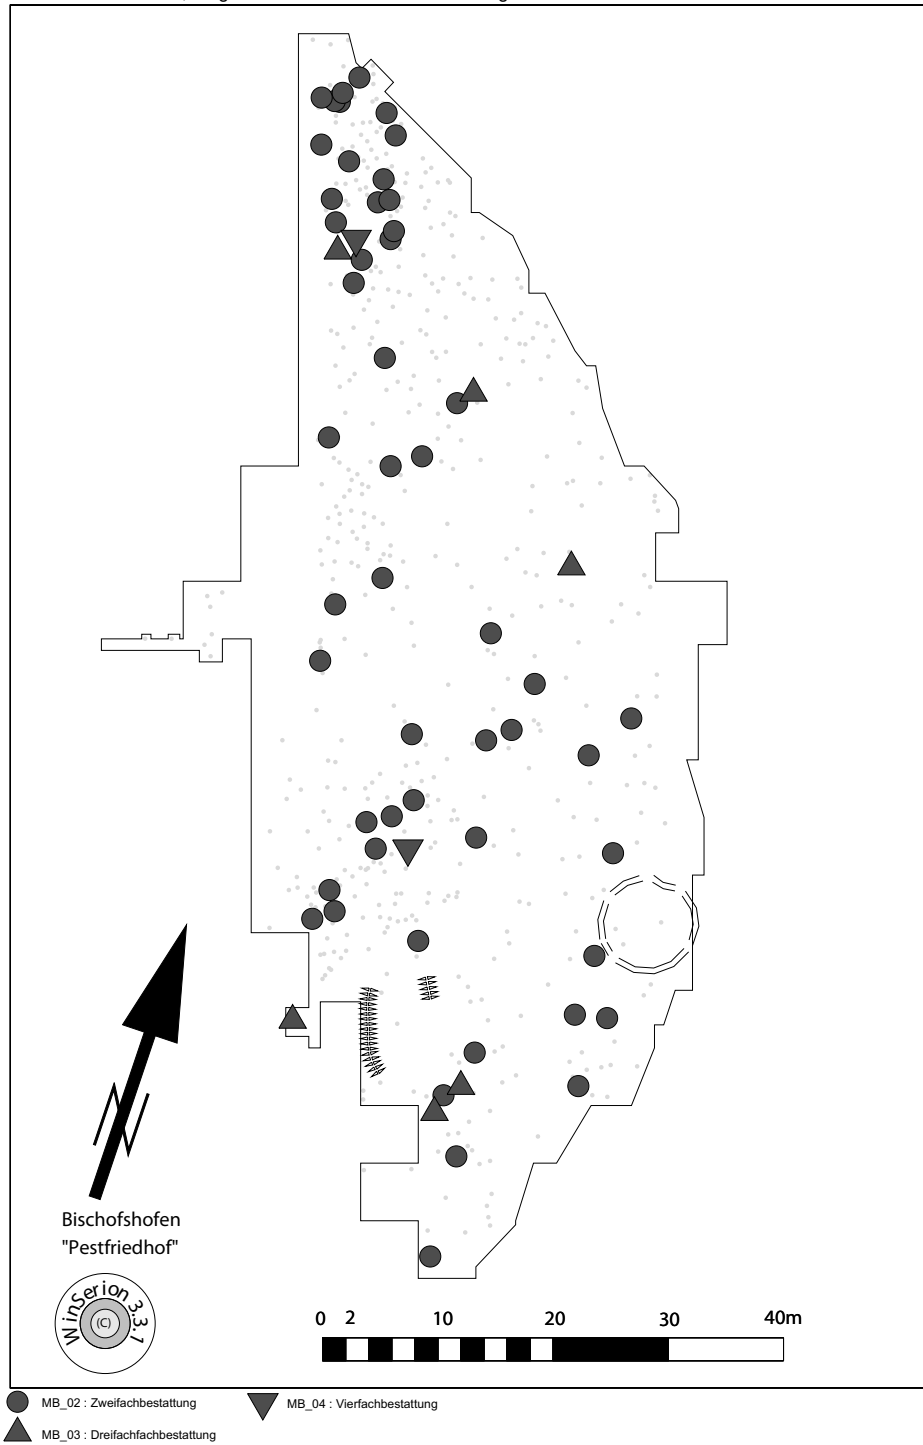 Bischofshofen
"Pestfriedhof"
WinSerion 3.3.1
(C)
0 2 10 20 30 40m
MB_02 : Zweifachbestattung
MB_04 : Vierfachbestattung
MB_03 : Dreifachfachbestattung